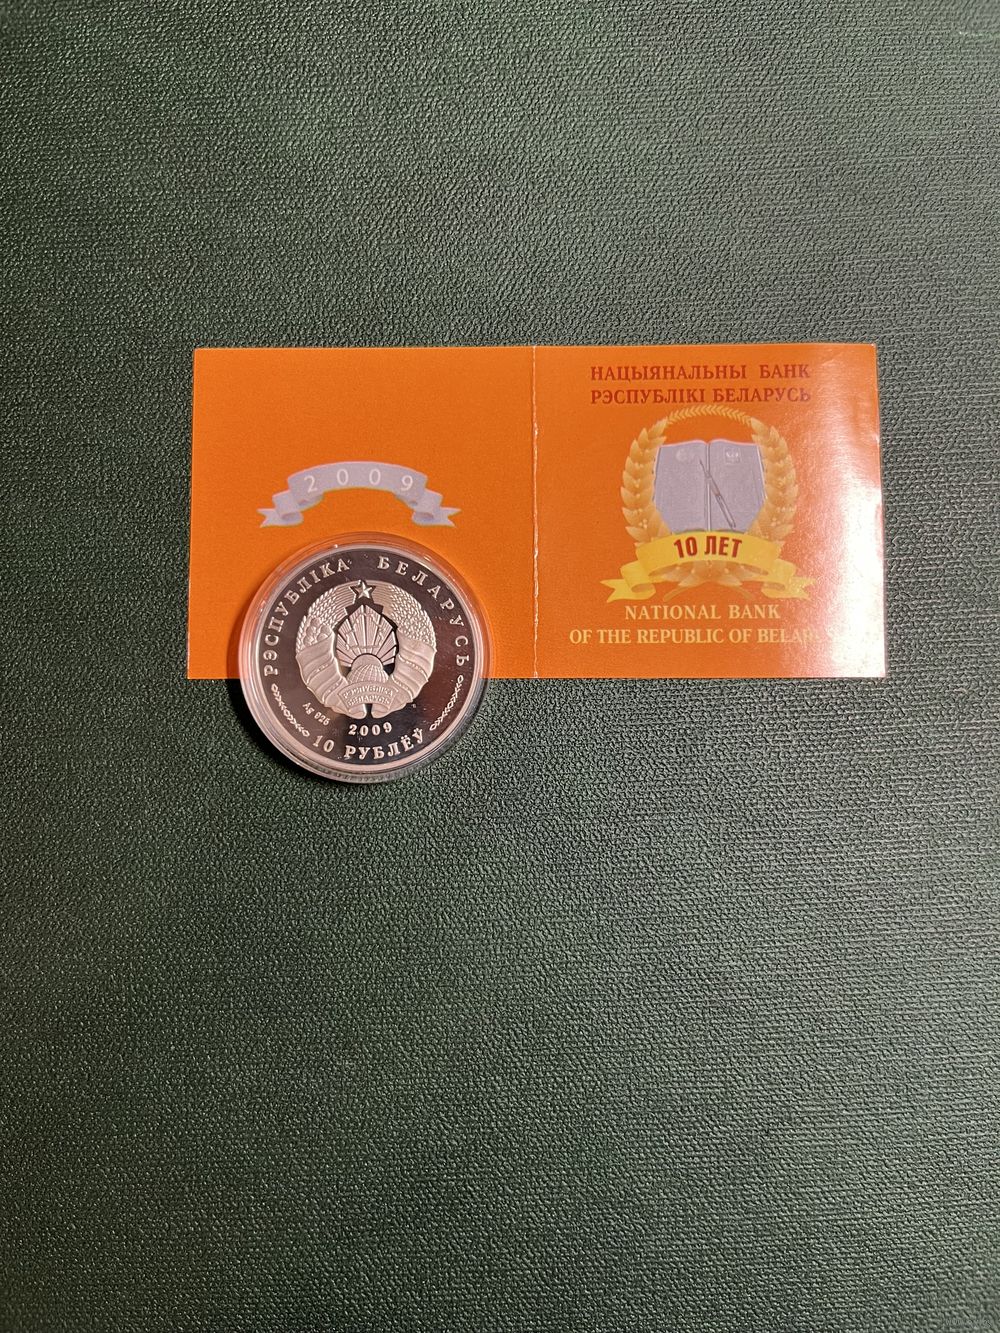 НАЦЫЯНАЛЬНЫ БАНК
РЭСПУБЛІКІ БЕЛАРУСЬ
2009
10 ЛЕТ
NATIONAL BANK
OF THE REPUBLIC OF BELARUS
РЭСПУБЛІКА БЕЛАРУСЬ
РЭСПУБЛІКА
БЕЛАРУСЬ
Ag 925
2009
10 РУБЛЁЎ